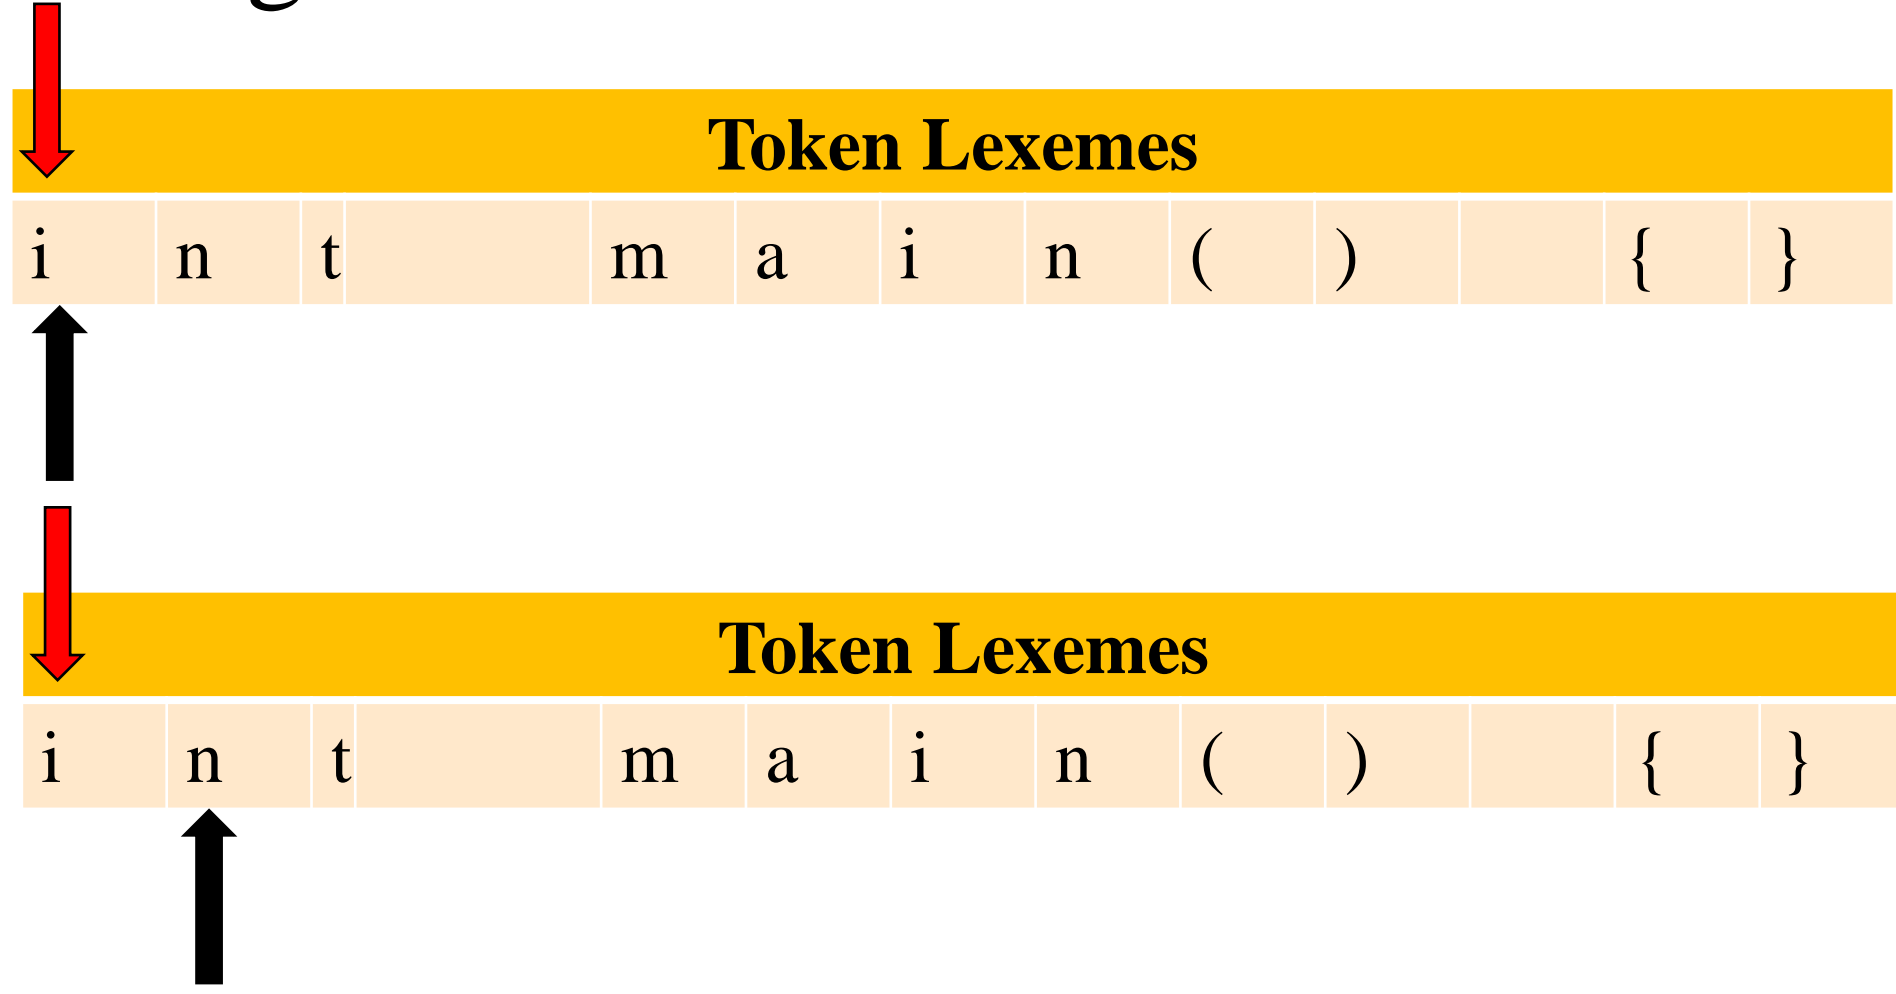 Token Lexemes
i n t m a i n ( ) { }
Token Lexemes
i n t m a i n ( ) { }